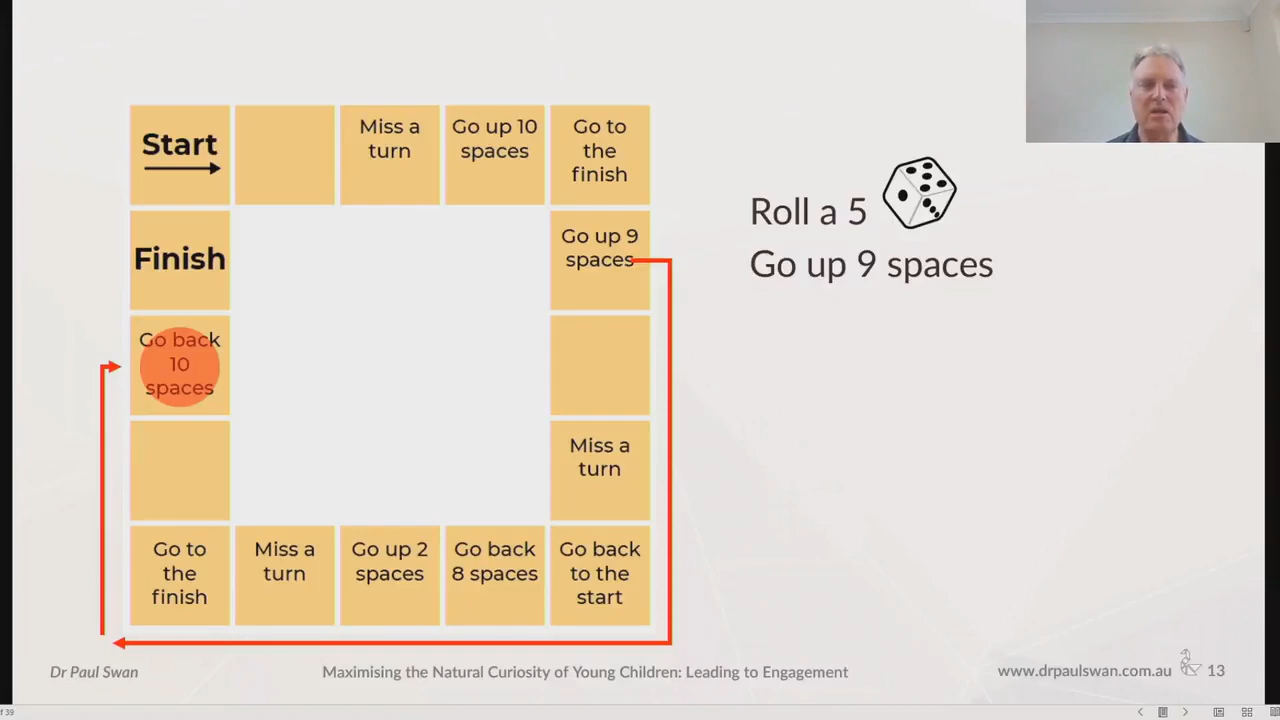 Start
Miss a
turn
Go up 10
spaces
Go to
the
finish
Roll a 5
Finish
Go up 9
spaces
Go up 9 spaces
Go back
10
spaces
Miss a
turn
Go to
the
finish
Miss a
turn
Go up 2
spaces
Go back
8 spaces
Go back
to the
start
Dr Paul Swan
Maximising the Natural Curiosity of Young Children: Leading to Engagement
www.drpaulswan.com.au
13
of 39